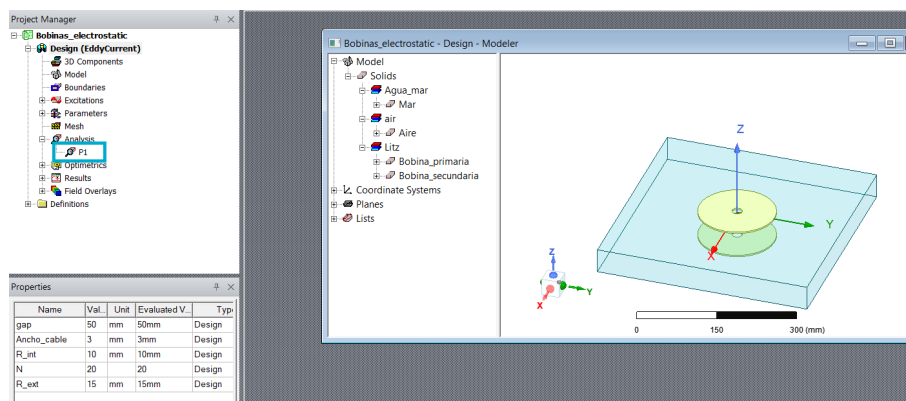 Project Manager
Bobinas_electrostatic
Design (EddyCurrent)
3D Components
Model
Boundaries
Excitations
Parameters
Mesh
Analysis
P1
Optimetrics
Results
Field Overlays
Definitions
Properties
Name Val... Unit Evaluated V... Type
gap 50 mm 50mm Design
Ancho_cable 3 mm 3mm Design
R_int 10 mm 10mm Design
N 20 20 Design
R_ext 15 mm 15mm Design
Bobinas_electrostatic - Design - Modeler
Model
Solids
Agua_mar
Mar
air
Aire
Litz
Bobina_primaria
Bobina_secundaria
Coordinate Systems
Planes
Lists
Z
Y
X
Z
Y
X
0 150 300 (mm)